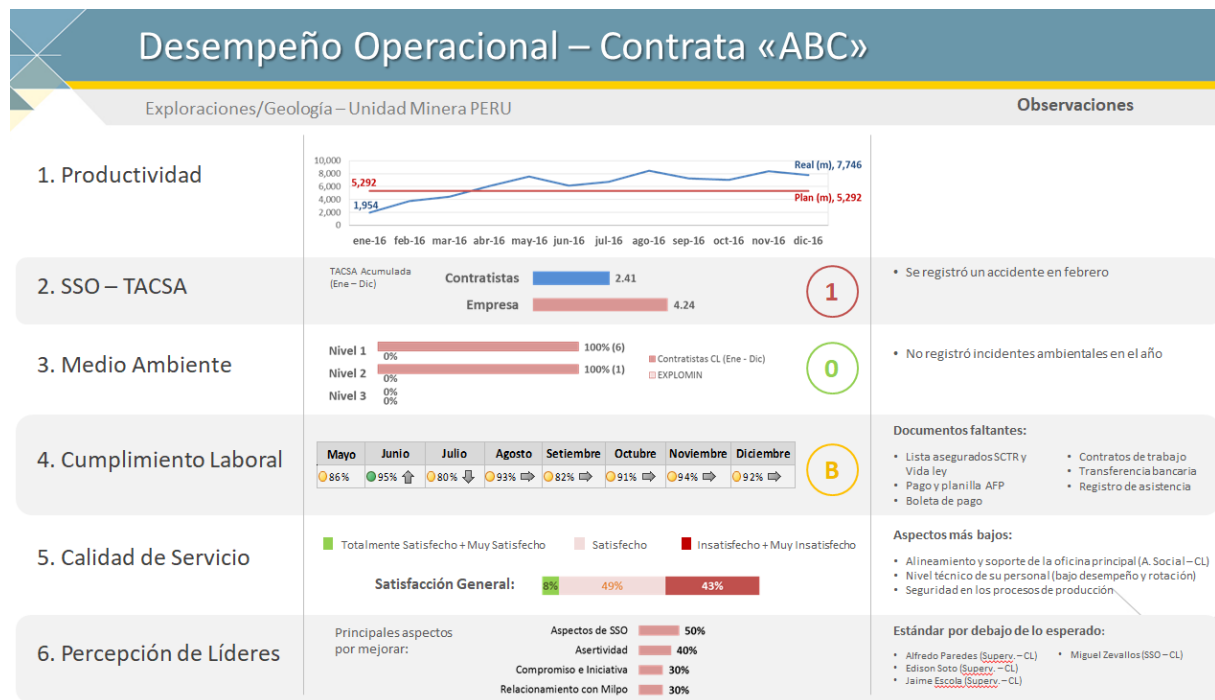 Desempeño Operacional – Contrata «ABC»
Exploraciones/Geología – Unidad Minera PERU
Observaciones
1. Productividad
10,000
8,000
6,000
4,000
2,000
0
5,292
1,954
Real (m), 7,746
Plan (m), 5,292
ene-16 feb-16 mar-16 abr-16 may-16 jun-16 jul-16 ago-16 sep-16 oct-16 nov-16 dic-16
2. SSO – TACSA
TACSA Acumulada
(Ene – Dic)
Contratistas 2.41
Empresa 4.24
1
• Se registró un accidente en febrero
3. Medio Ambiente
Nivel 1 100% (6)
0%
Nivel 2 100% (1)
0%
Nivel 3 0%
0%
Contratistas CL (Ene - Dic)
EXPLOMIN
0
• No registró incidentes ambientales en el año
4. Cumplimiento Laboral
Mayo Junio Julio Agosto Setiembre Octubre Noviembre Diciembre
86% 95% 80% 93% 82% 91% 94% 92%
B
Documentos faltantes:
• Lista asegurados SCTR y
Vida ley
• Pago y planilla AFP
• Boleta de pago
• Contratos de trabajo
• Transferencia bancaria
• Registro de asistencia
5. Calidad de Servicio
Totalmente Satisfecho + Muy Satisfecho
Satisfecho
Insatisfecho + Muy Insatisfecho
Satisfacción General: 8% 49% 43%
Aspectos más bajos:
• Alineamiento y soporte de la oficina principal (A. Social – CL)
• Nivel técnico de su personal (bajo desempeño y rotación)
• Seguridad en los procesos de producción
6. Percepción de Líderes
Principales aspectos
por mejorar:
Aspectos de SSO 50%
Asertividad 40%
Compromiso e Iniciativa 30%
Relacionamiento con Milpo 30%
Estándar por debajo de lo esperado:
• Alfredo Paredes (Superv. – CL)
• Edison Soto (Superv. – CL)
• Jaime Escola (Superv. – CL)
• Miguel Zevallos (SSO – CL)